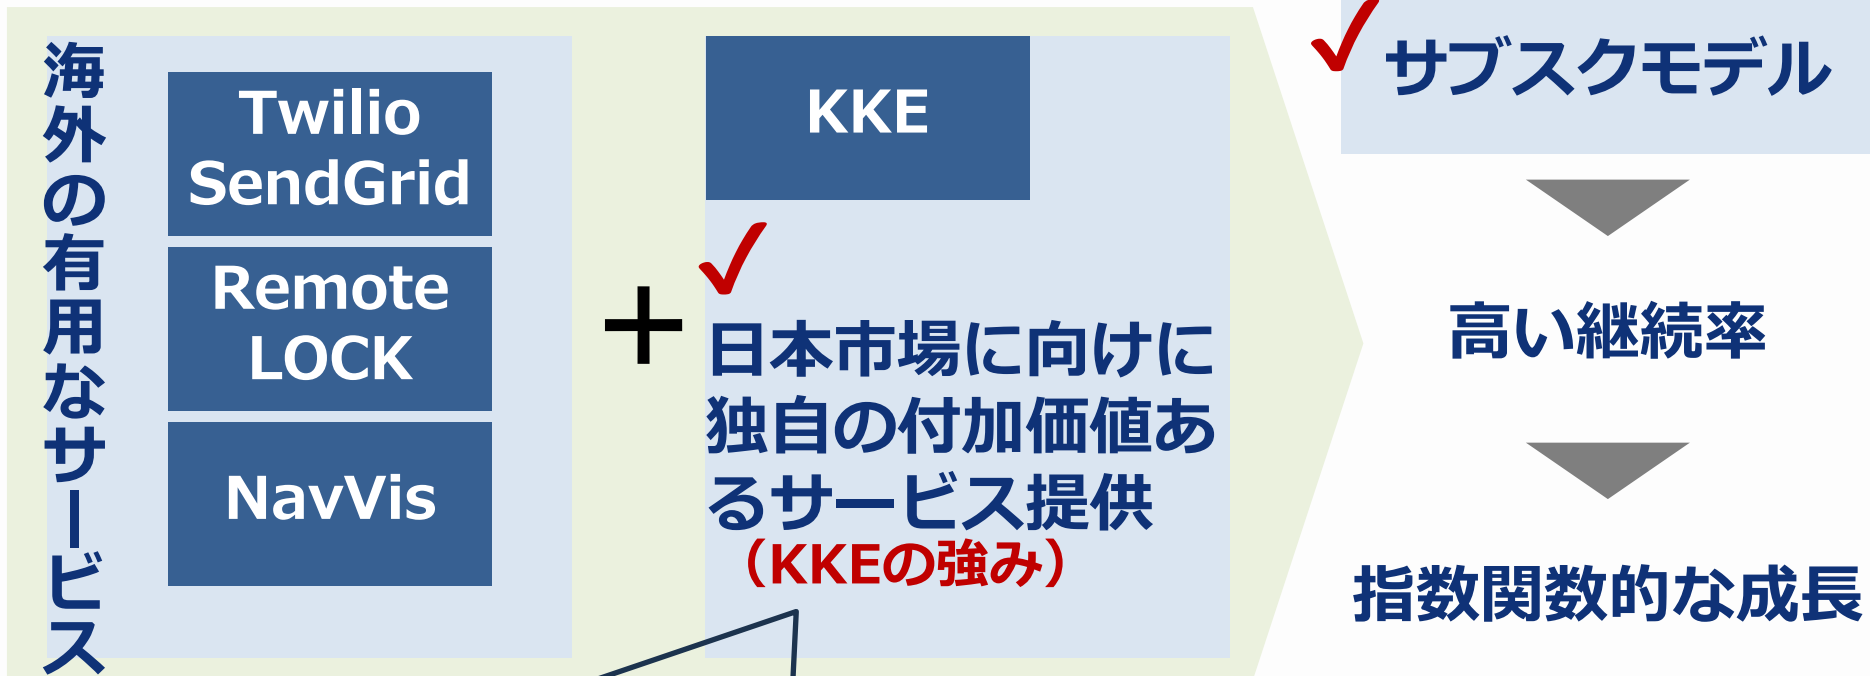 海外の有用なサービス
Twilio
SendGrid
Remote
LOCK
NavVis
+
KKE
日本市場に向けに
独自の付加価値あ
るサービス提供
（KKEの強み）
サブスクモデル
高い継続率
指数関数的な成長